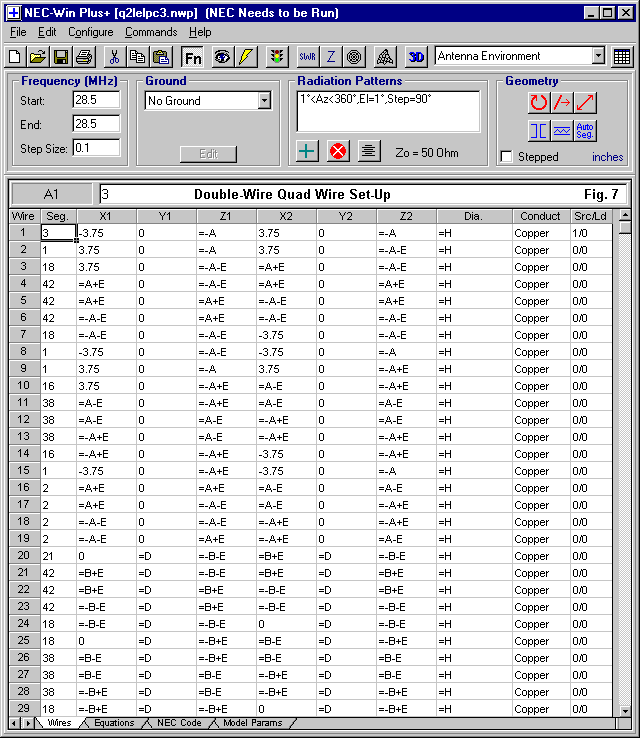 NEC-Win Plus+ [q2lelpc3.nwp] (NEC Needs to be Run)
File Edit Configure Commands Help
Fn SWR Z 3D Antenna Environment
Frequency (MHz) Ground Radiation Patterns Geometry
Start: 28.5 No Ground 1°<Az<360°,El=1°,Step=90°
End: 28.5
Auto Seg.
Step Size: 0.1 Edit Zo = 50 Ohm Stepped inches
A1 3 Double-Wire Quad Wire Set-Up Fig. 7
Wire Seg. X1 Y1 Z1 X2 Y2 Z2 Dia. Conduct Src/Ld
1 3 -3.75 0 =-A 3.75 0 =-A =H Copper 1/0
2 1 3.75 0 =-A 3.75 0 =-A-E =H Copper 0/0
3 18 3.75 0 =-A-E =A+E 0 =-A-E =H Copper 0/0
4 42 =A+E 0 =-A-E =A+E 0 =A+E =H Copper 0/0
5 42 =A+E 0 =A+E =-A-E 0 =A+E =H Copper 0/0
6 42 =-A-E 0 =A+E =-A-E 0 =-A-E =H Copper 0/0
7 18 =-A-E 0 =-A-E -3.75 0 =-A-E =H Copper 0/0
8 1 -3.75 0 =-A-E -3.75 0 =-A =H Copper 0/0
9 1 3.75 0 =-A 3.75 0 =-A+E =H Copper 0/0
10 16 3.75 0 =-A+E =A-E 0 =-A+E =H Copper 0/0
11 38 =A-E 0 =-A+E =A-E 0 =A-E =H Copper 0/0
12 38 =A-E 0 =A-E =-A+E 0 =A-E =H Copper 0/0
13 38 =-A+E 0 =A-E =-A+E 0 =-A+E =H Copper 0/0
14 16 =-A+E 0 =-A+E -3.75 0 =-A+E =H Copper 0/0
15 1 -3.75 0 =-A+E -3.75 0 =-A =H Copper 0/0
16 2 =A+E 0 =A+E =A-E 0 =A-E =H Copper 0/0
17 2 =A+E 0 =-A-E =A-E 0 =-A+E =H Copper 0/0
18 2 =-A-E 0 =-A-E =-A+E 0 =-A+E =H Copper 0/0
19 2 =-A-E 0 =A+E =-A+E 0 =A-E =H Copper 0/0
20 21 0 =D =-B-E =B+E =D =-B-E =H Copper 0/0
21 42 =B+E =D =-B-E =B+E =D =B+E =H Copper 0/0
22 42 =B+E =D =B+E =-B-E =D =B+E =H Copper 0/0
23 42 =-B-E =D =B+E =-B-E =D =-B-E =H Copper 0/0
24 18 =-B-E =D =-B-E 0 =D =-B-E =H Copper 0/0
25 18 0 =D =-B+E =B-E =D =-B+E =H Copper 0/0
26 38 =B-E =D =-B+E =B-E =D =B-E =H Copper 0/0
27 38 =B-E =D =B-E =-B+E =D =B-E =H Copper 0/0
28 38 =-B+E =D =B-E =-B+E =D =-B+E =H Copper 0/0
29 18 =-B+E =D =-B+E 0 =D =-B+E =H Copper 0/0
Wires Equations NEC Code Model Params